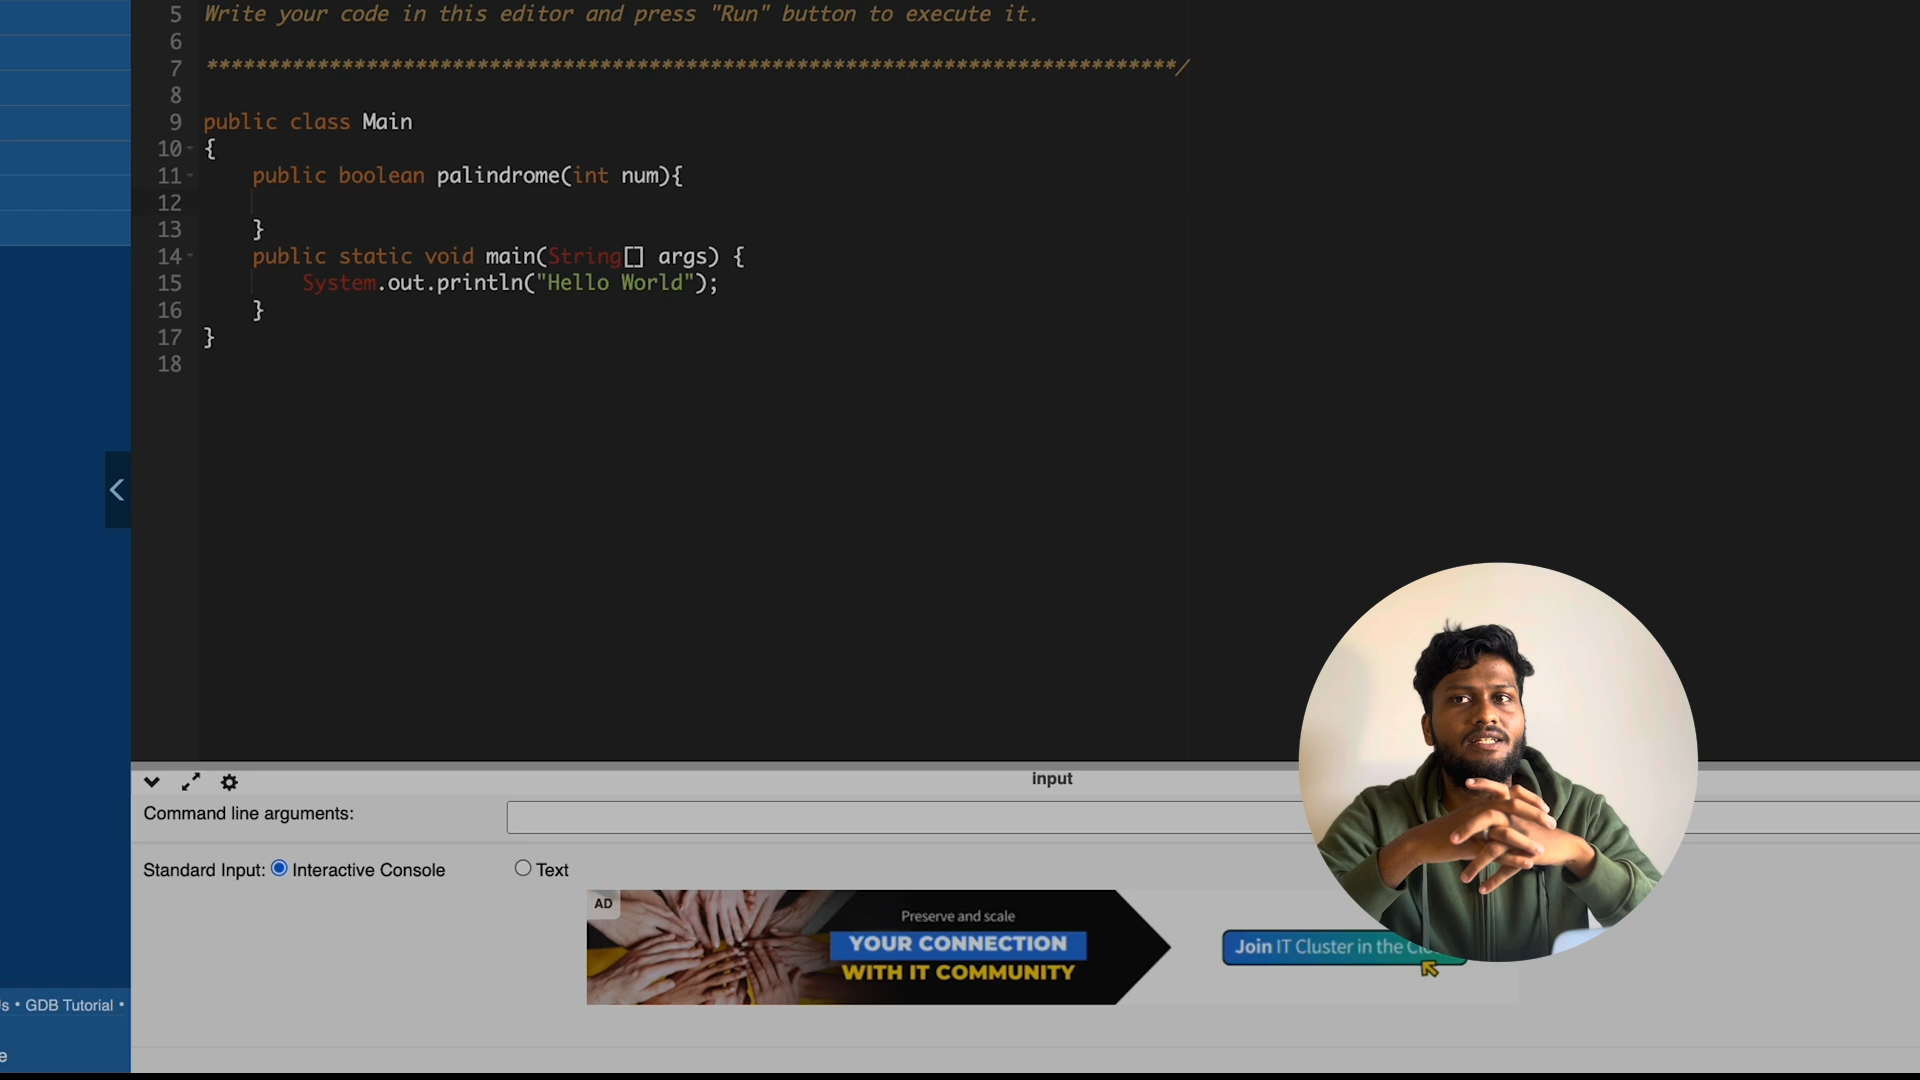 5 Write your code in this editor and press "Run" button to execute it.
6
7 *******************************************************************************/
8
9 public class Main
10 {
11     public boolean palindrome(int num){
12
13     }
14     public static void main(String[] args) {
15         System.out.println("Hello World");
16     }
17 }
18
input
Command line arguments:
Standard Input: Interactive Console Text
AD
Preserve and scale
YOUR CONNECTION
WITH IT COMMUNITY
Join IT Cluster in the
• GDB Tutorial •